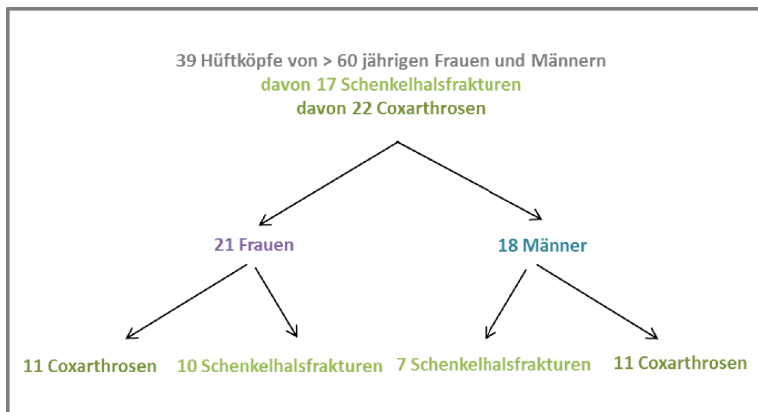 39 Hüftköpfe von > 60 jährigen Frauen und Männern
davon 17 Schenkelhalsfrakturen
davon 22 Coxarthrosen
21 Frauen
18 Männer
11 Coxarthrosen
10 Schenkelhalsfrakturen
7 Schenkelhalsfrakturen
11 Coxarthrosen